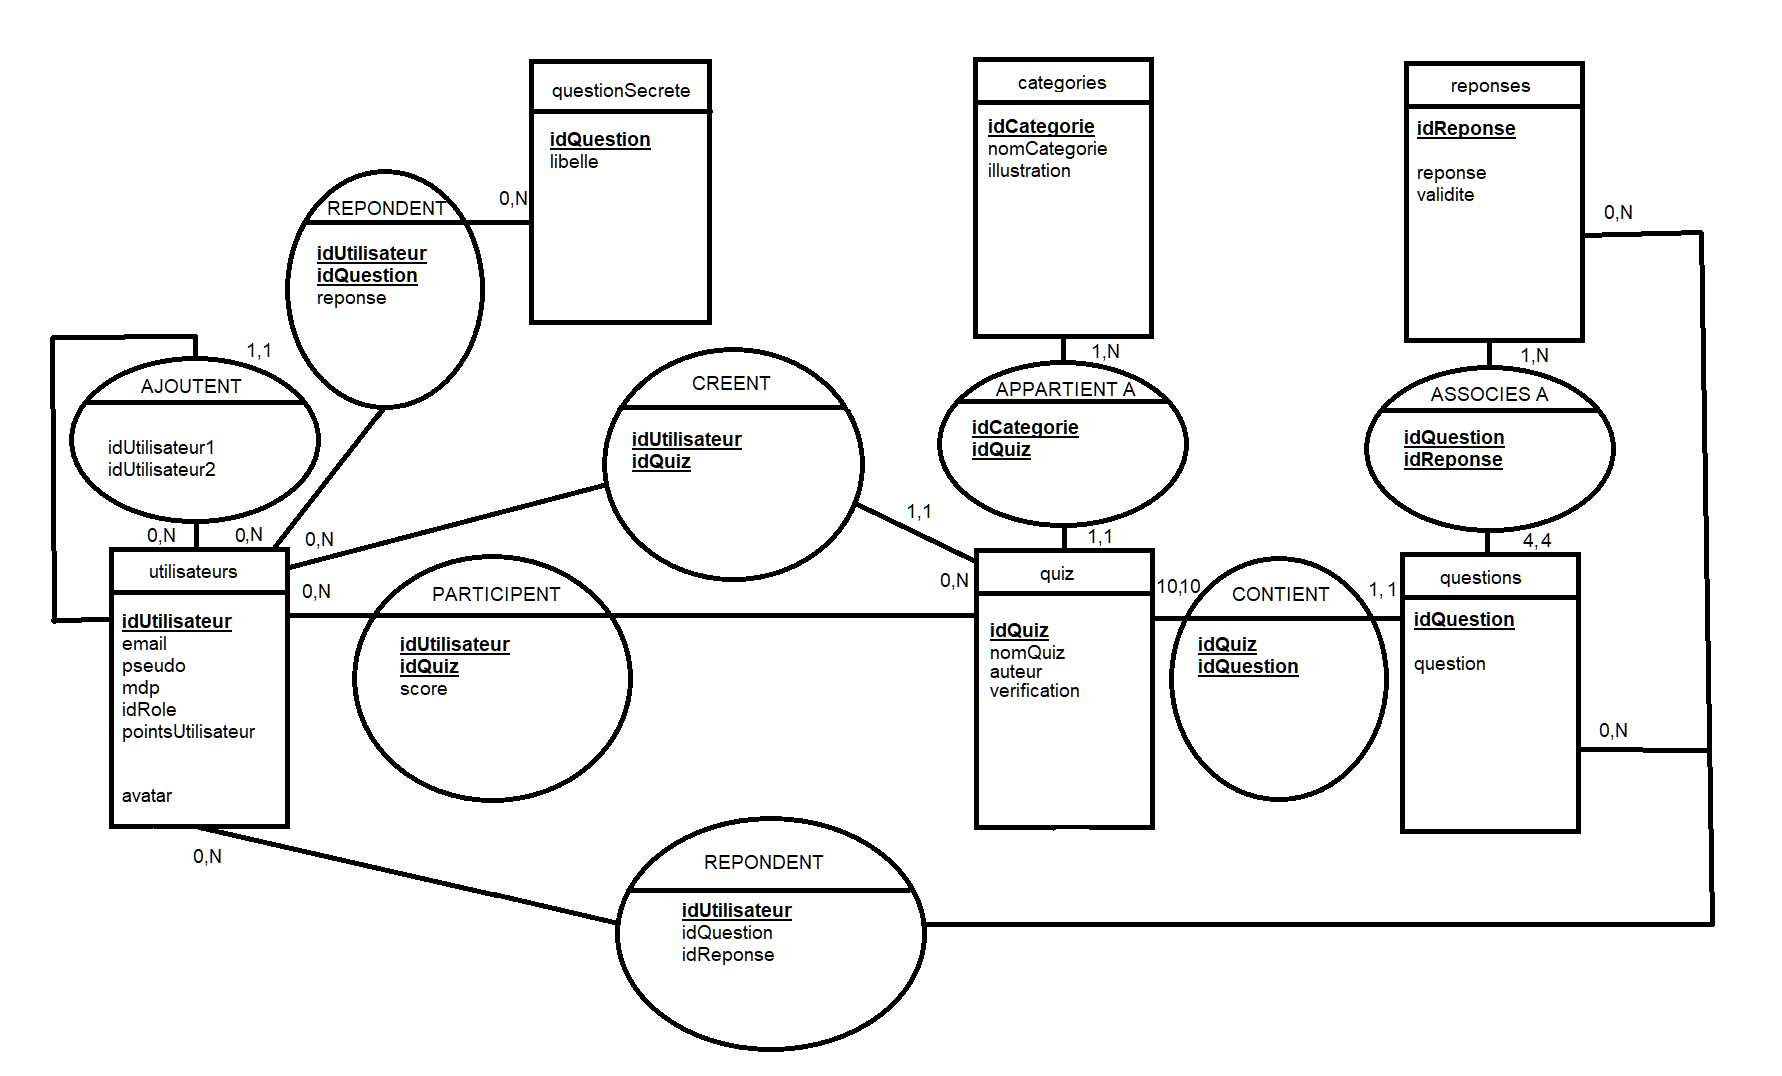 questionSecrete
idQuestion
libelle
0,N
categories
idCategorie
nomCategorie
illustration
reponses
idReponse
reponse
validite
0,N
REPONDENT
idUtilisateur
idQuestion
reponse
1,1
AJOUTENT
idUtilisateur1
idUtilisateur2
0,N
0,N
CREENT
idUtilisateur
idQuiz
0,N
1,1
1,N
APPARTIENT A
idCategorie
idQuiz
1,1
1,N
ASSOCIES A
idQuestion
idReponse
4,4
utilisateurs
idUtilisateur
email
pseudo
mdp
idRole
pointsUtilisateur
avatar
0,N
PARTICIPENT
idUtilisateur
idQuiz
score
0,N
quiz
idQuiz
nomQuiz
auteur
verification
10,10
CONTIENT
idQuiz
idQuestion
1, 1
questions
idQuestion
question
0,N
0,N
REPONDENT
idUtilisateur
idQuestion
idReponse